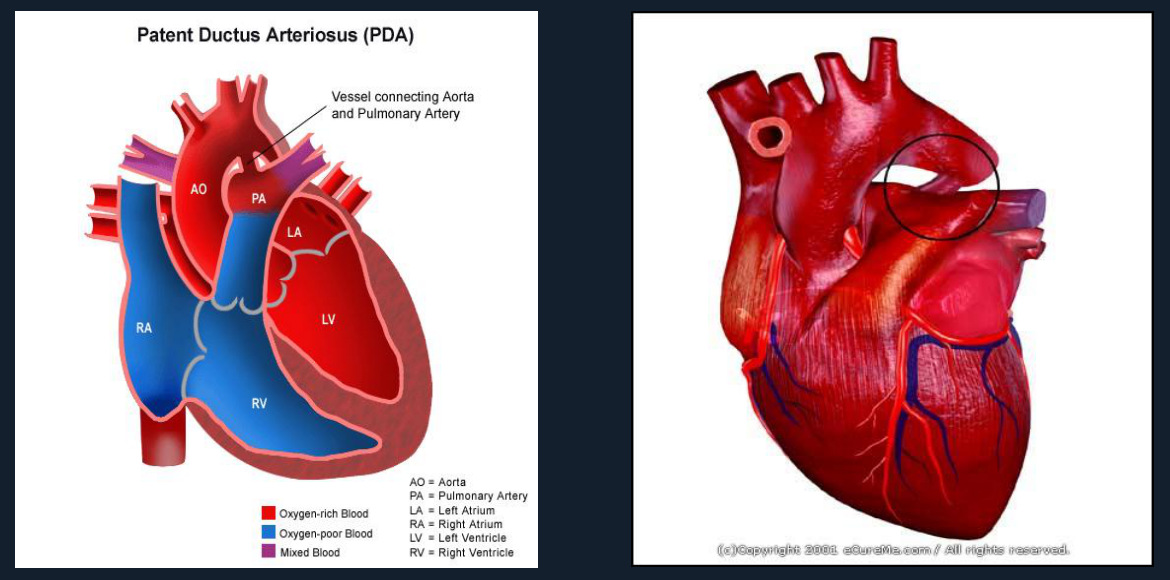 Patent Ductus Arteriosus (PDA)
Vessel connecting Aorta
and Pulmonary Artery
AO
PA
LA
RA
LV
RV
AO = Aorta
PA = Pulmonary Artery
LA = Left Atrium
RA = Right Atrium
LV = Left Ventricle
RV = Right Ventricle
Oxygen-rich Blood
Oxygen-poor Blood
Mixed Blood
(c)Copyright 2001 eCureMe.com / All rights reserved.